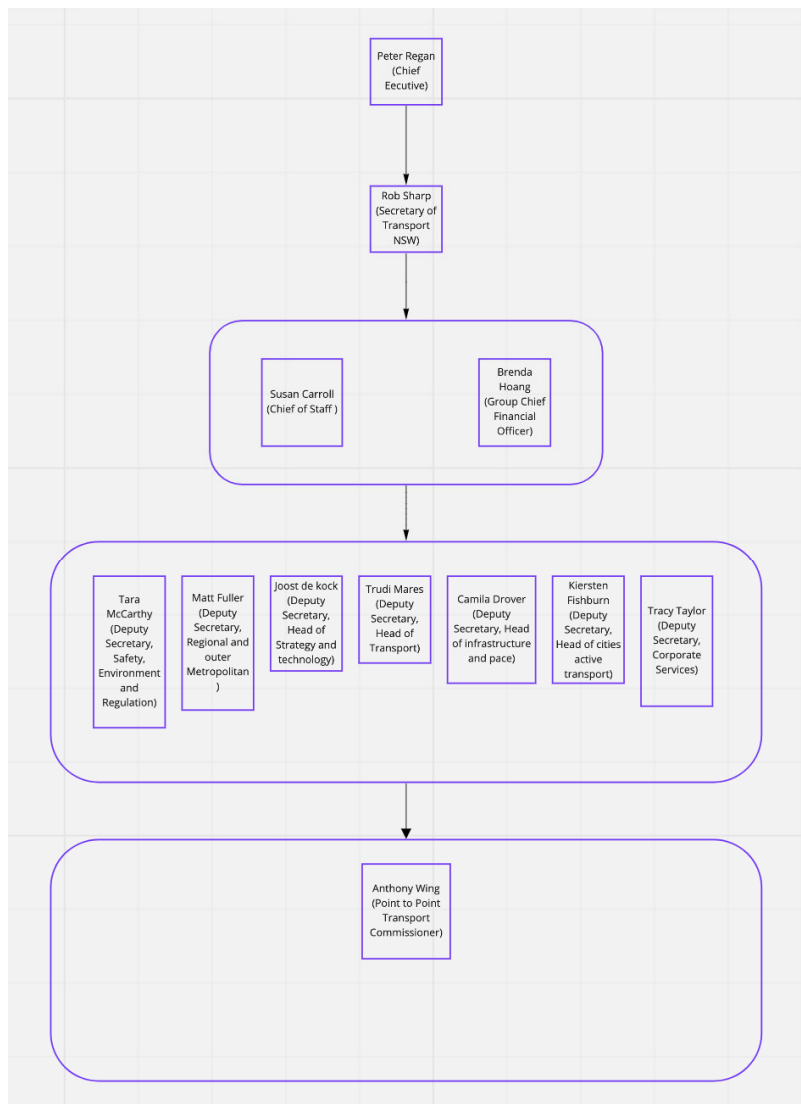 Peter Regan
(Chief
Eecutive)
Rob Sharp
(Secretary of
Transport
NSW)
Susan Carroll
(Chief of Staff )
Brenda
Hoang
(Group Chief
Financial
Officer)
Tara
McCarthy
(Deputy
Secretary,
Safety,
Environment
and
Regulation)
Matt Fuller
(Deputy
Secretary,
Regional and
outer
Metropolitan
)
Joost de kock
(Deputy
Secretary,
Head of
Strategy and
technology)
Trudi Mares
(Deputy
Secretary,
Head of
Transport)
Camila Drover
(Deputy
Secretary, Head
of infrastructure
and pace)
Kiersten
Fishburn
(Deputy
Secretary,
Head of cities
active
transport)
Tracy Taylor
(Deputy
Secretary,
Corporate
Services)
Anthony Wing
(Point to Point
Transport
Commissioner)